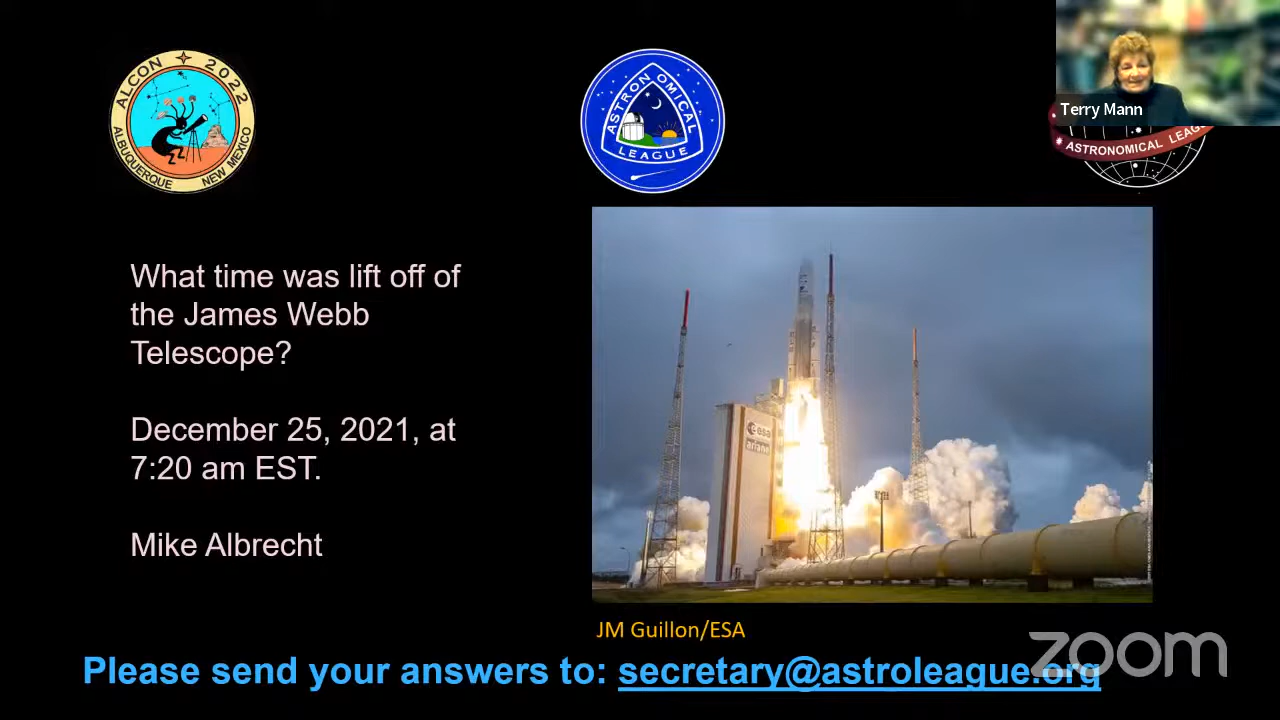 ALCON 2022
ALBUQUERQUE NEW MEXICO
ASTRONOMICAL
LEAGUE
Terry Mann
ASTRONOMICAL LEAG
What time was lift off of
the James Webb
Telescope?
December 25, 2021, at
7:20 am EST.
Mike Albrecht
esa
JM Guillon/ESA
zoom
Please send your answers to: secretary@astroleague.org